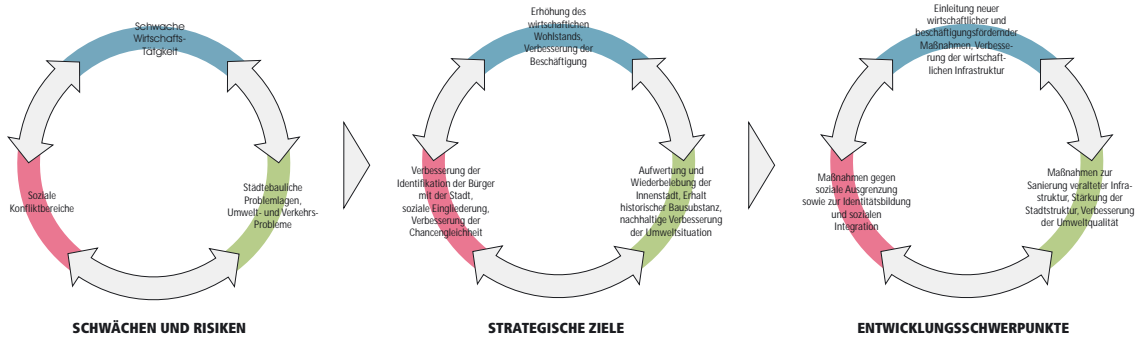 Schwache
Wirtschafts-
Tätigkeit
Soziale
Konfliktbereiche
Städtebauliche
Problemlagen,
Umwelt- und Verkehrs-
Probleme
SCHWÄCHEN UND RISIKEN
Erhöhung des
wirtschaftlichen
Wohlstands,
Verbesserung der
Beschäftigung
Verbesserung der
Identifikation der Bürger
mit der Stadt,
soziale Eingliederung,
Verbesserung der
Chancengleichheit
Aufwertung und
Wiederbelebung der
Innenstadt, Erhalt
historischer Bausubstanz,
nachhaltige Verbesserung
der Umweltsituation
STRATEGISCHE ZIELE
Einleitung neuer
wirtschaftlicher und
beschäftigungsfördernder
Maßnahmen, Verbesse-
rung der wirtschaft-
lichen Infrastruktur
Maßnahmen gegen
soziale Ausgrenzung
sowie zur Identitätsbildung
und sozialen
Integration
Maßnahmen zur
Sanierung veralteter Infra-
struktur, Stärkung der
Stadtstruktur, Verbesserung
der Umweltqualität
ENTWICKLUNGSSCHWERPUNKTE